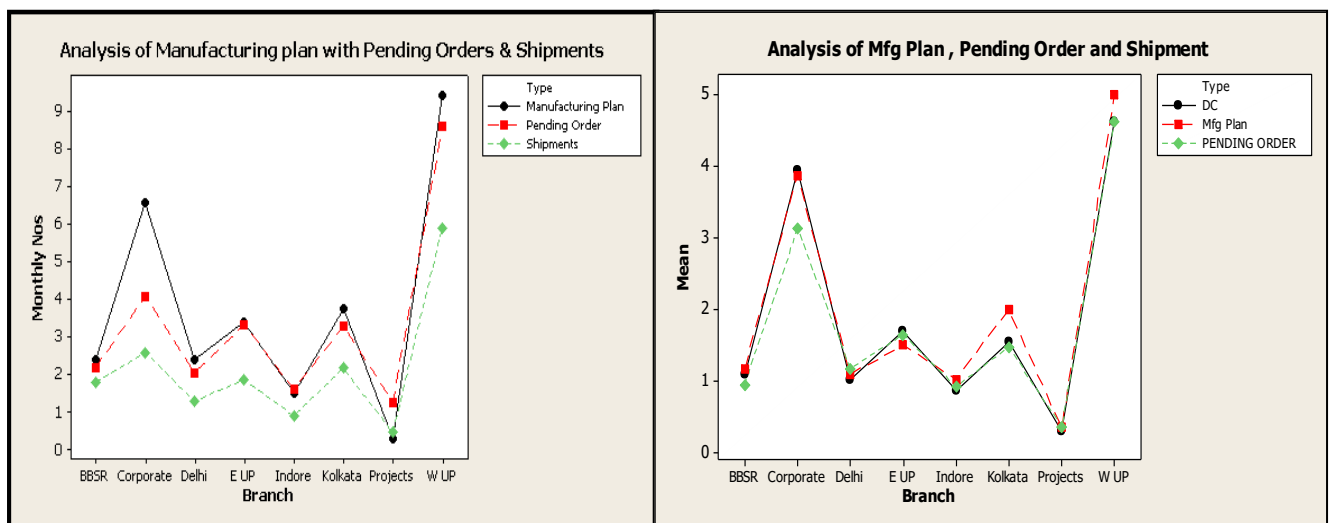 Analysis of Manufacturing plan with Pending Orders & Shipments
Type
Manufacturing Plan
Pending Order
Shipments
9
8
7
6
5
4
3
2
1
0
Monthly Nos
BBSR Corporate Delhi E UP Indore Kolkata Projects W UP
Branch
Analysis of Mfg Plan , Pending Order and Shipment
Type
DC
Mfg Plan
PENDING ORDER
5
4
3
2
1
0
Mean
BBSR Corporate Delhi E UP Indore Kolkata Projects W UP
Branch